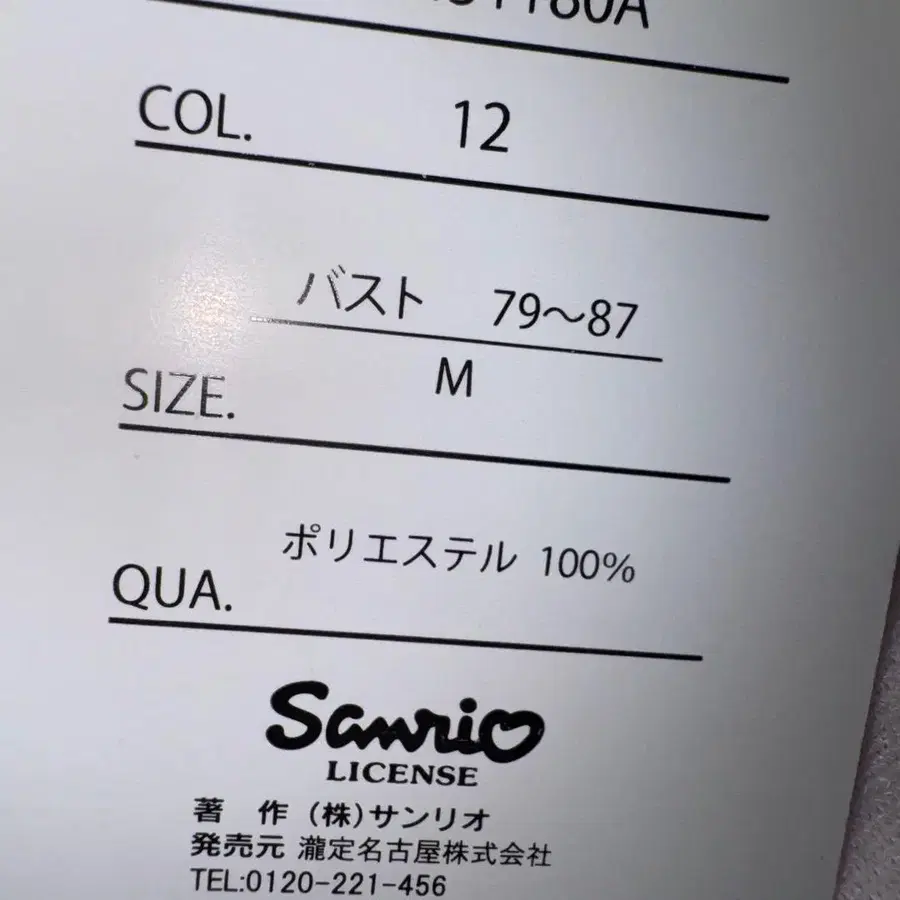 COL. 12
バスト 79～87
M
SIZE.
ポリエステル 100%
QUA.
Sanrio
LICENSE
著 作 (株)サンリオ
発売元 瀧定名古屋株式会社
TEL:0120-221-456